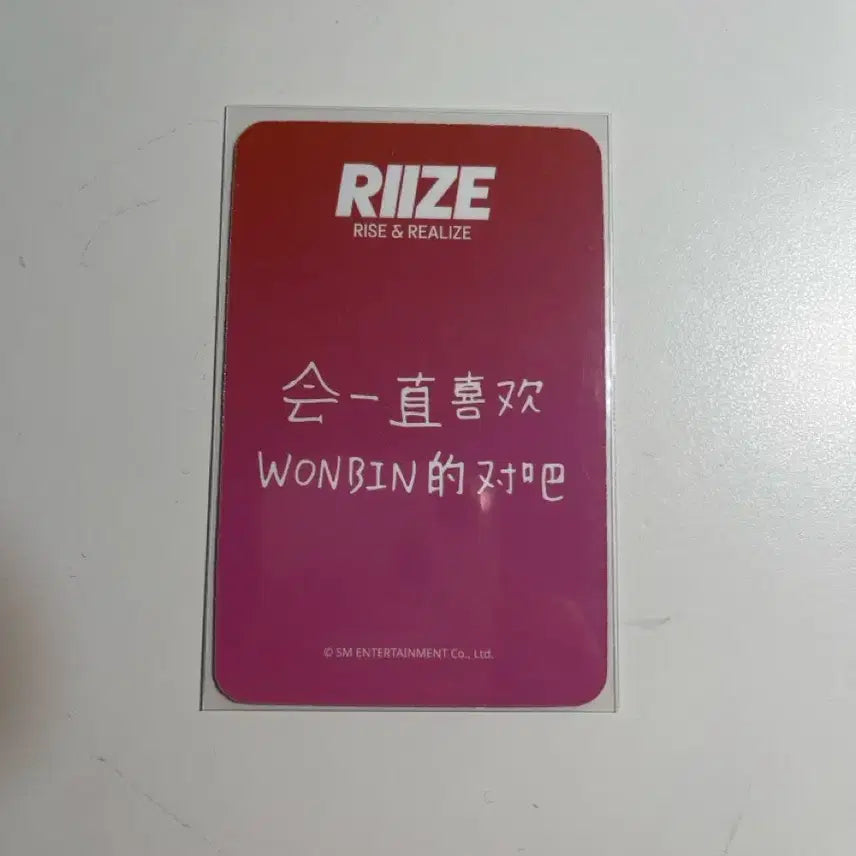 RIIZE
RISE & REALIZE
会一直喜欢
WONBIN的对吧
© SM ENTERTAINMENT Co., Ltd.